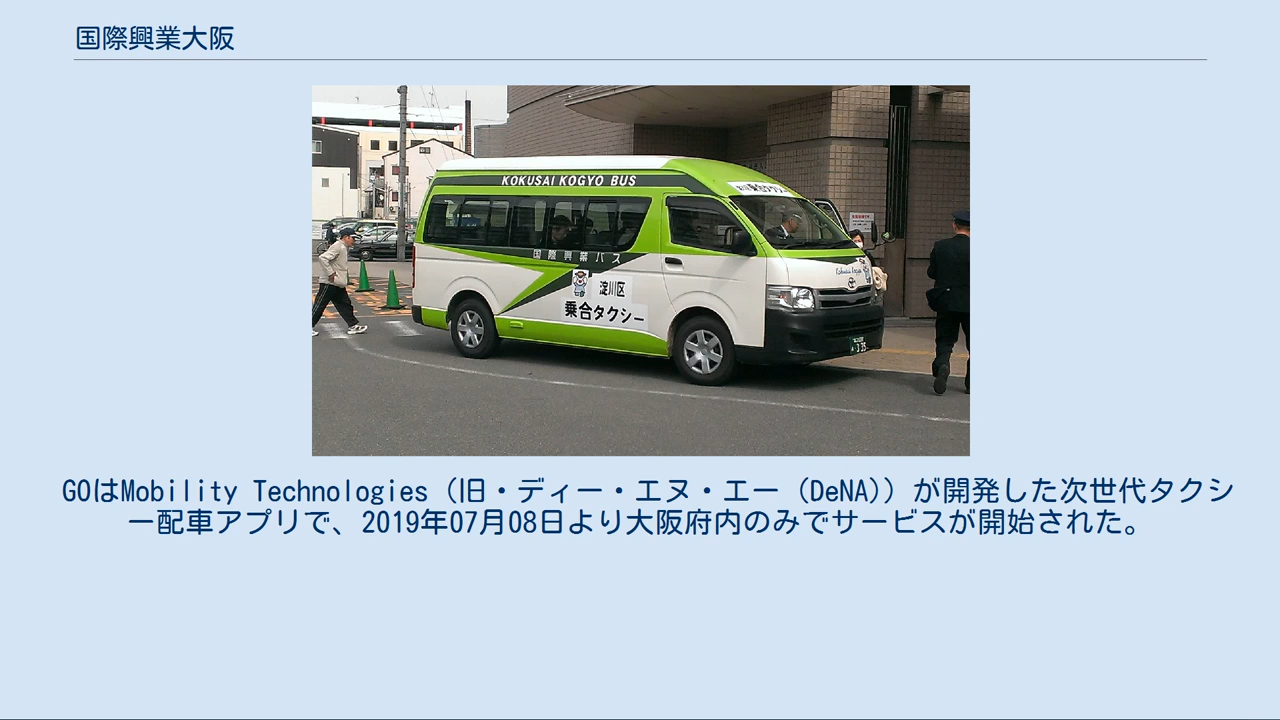 国際興業大阪
KOKUSAI KOGYO BUS
国際興業バス
淀川区
乗合タクシー
GOはMobility Technologies（旧・ディー・エヌ・エー（DeNA））が開発した次世代タクシ
ー配車アプリで、2019年07月08日より大阪府内のみでサービスが開始された。